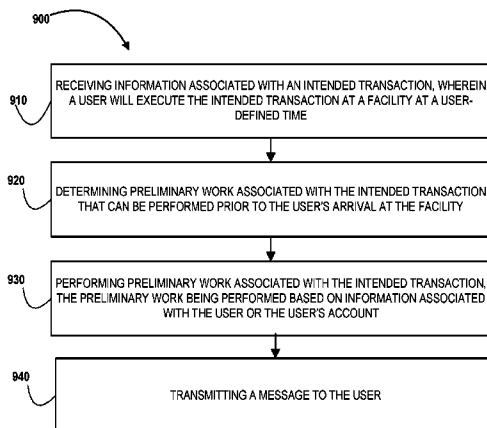 900
910
RECEIVING INFORMATION ASSOCIATED WITH AN INTENDED TRANSACTION, WHEREIN
A USER WILL EXECUTE THE INTENDED TRANSACTION AT A FACILITY AT A USER-
DEFINED TIME
920
DETERMINING PRELIMINARY WORK ASSOCIATED WITH THE INTENDED TRANSACTION
THAT CAN BE PERFORMED PRIOR TO THE USER'S ARRIVAL AT THE FACILITY
930
PERFORMING PRELIMINARY WORK ASSOCIATED WITH THE INTENDED TRANSACTION,
THE PRELIMINARY WORK BEING PERFORMED BASED ON INFORMATION ASSOCIATED
WITH THE USER OR THE USER'S ACCOUNT
940
TRANSMITTING A MESSAGE TO THE USER